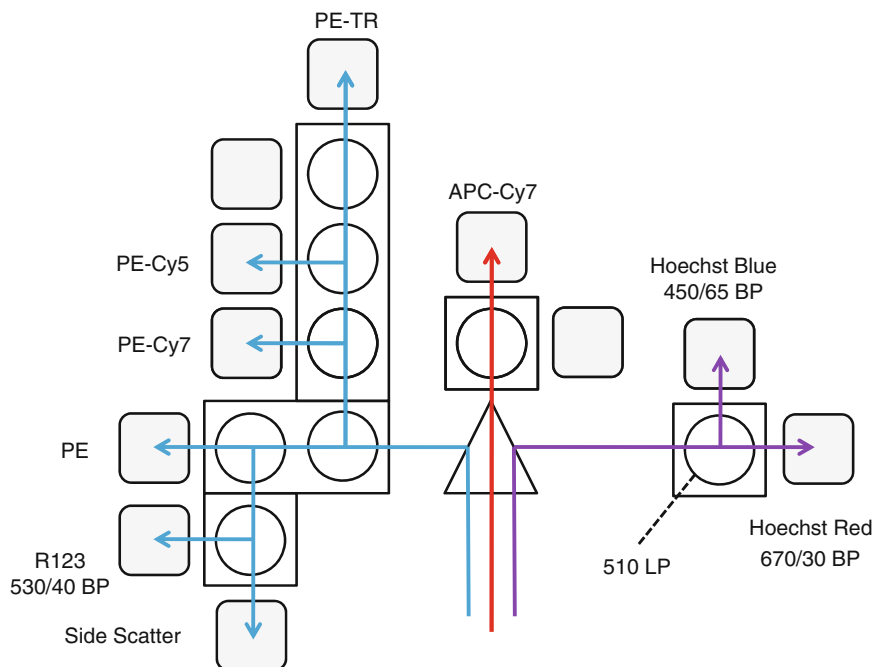 PE-TR
APC-Cy7
PE-Cy5
Hoechst Blue
450/65 BP
PE-Cy7
PE
R123
530/40 BP
510 LP
Hoechst Red
670/30 BP
Side Scatter